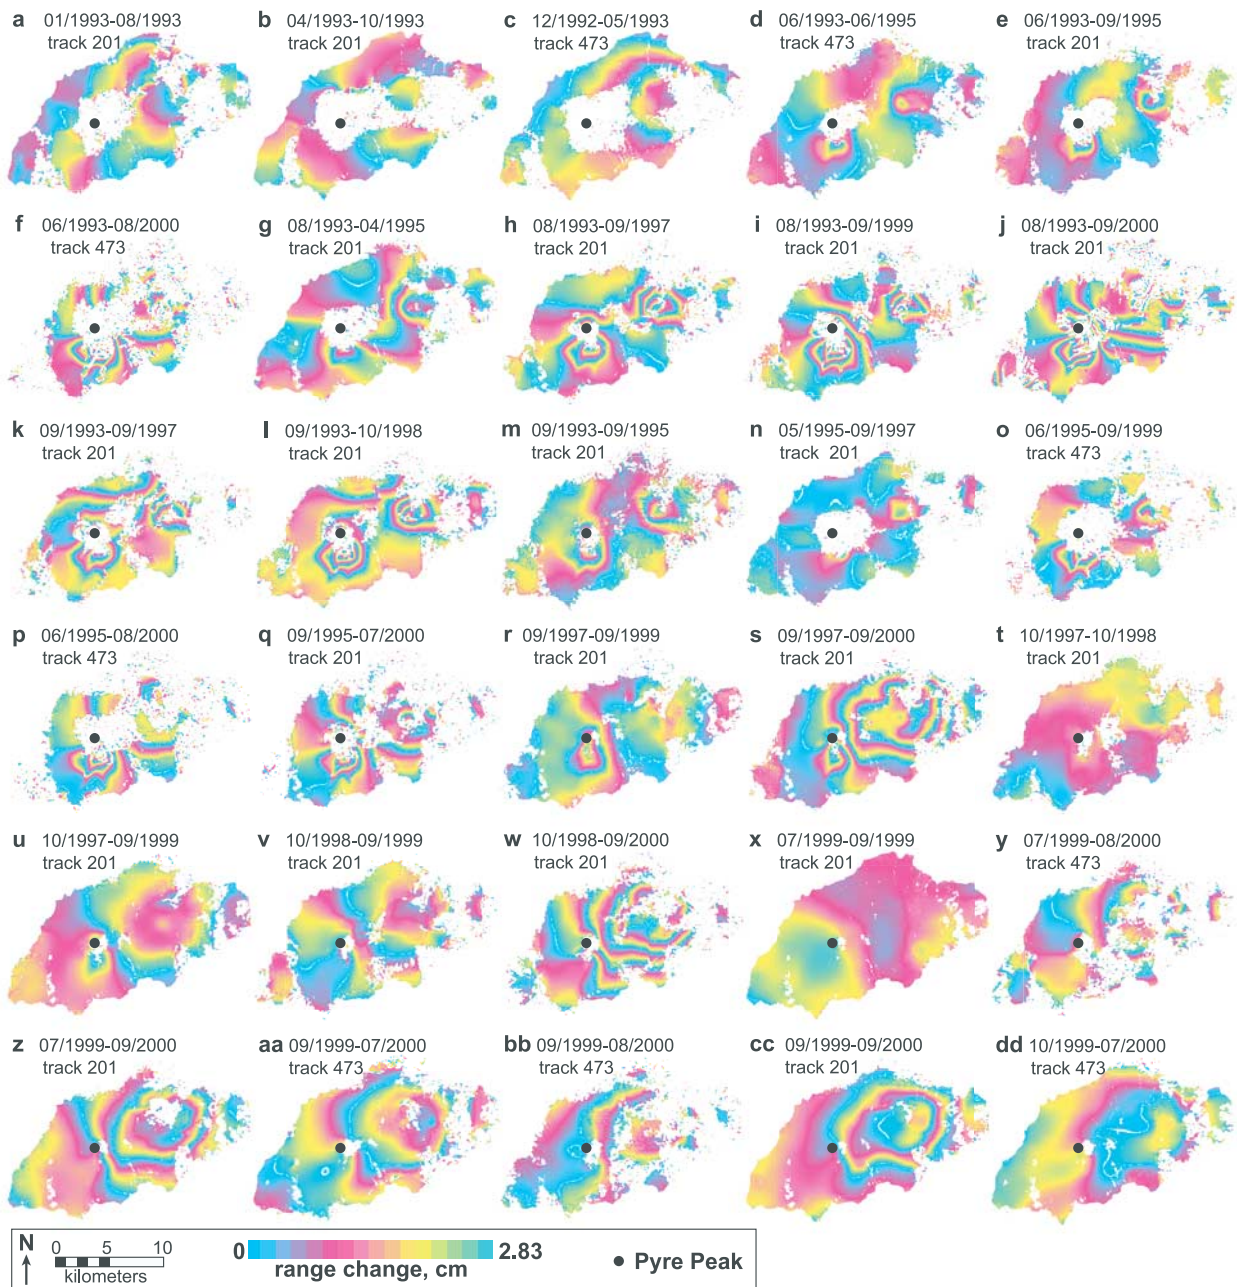 a 01/1993-08/1993
track 201
b 04/1993-10/1993
track 201
c 12/1992-05/1993
track 473
d 06/1993-06/1995
track 473
e 06/1993-09/1995
track 201
f 06/1993-08/2000
track 473
g 08/1993-04/1995
track 201
h 08/1993-09/1997
track 201
i 08/1993-09/1999
track 201
j 08/1993-09/2000
track 201
k 09/1993-09/1997
track 201
l 09/1993-10/1998
track 201
m 09/1993-09/1995
track 201
n 05/1995-09/1997
track 201
o 06/1995-09/1999
track 473
p 06/1995-08/2000
track 473
q 09/1995-07/2000
track 201
r 09/1997-09/1999
track 201
s 09/1997-09/2000
track 201
t 10/1997-10/1998
track 201
u 10/1997-09/1999
track 201
v 10/1998-09/1999
track 201
w 10/1998-09/2000
track 201
x 07/1999-09/1999
track 201
y 07/1999-08/2000
track 473
z 07/1999-09/2000
track 201
aa 09/1999-07/2000
track 473
bb 09/1999-08/2000
track 473
cc 09/1999-09/2000
track 201
dd 10/1999-07/2000
track 473
N
0 5 10
kilometers
0 2.83
range change, cm
Pyre Peak